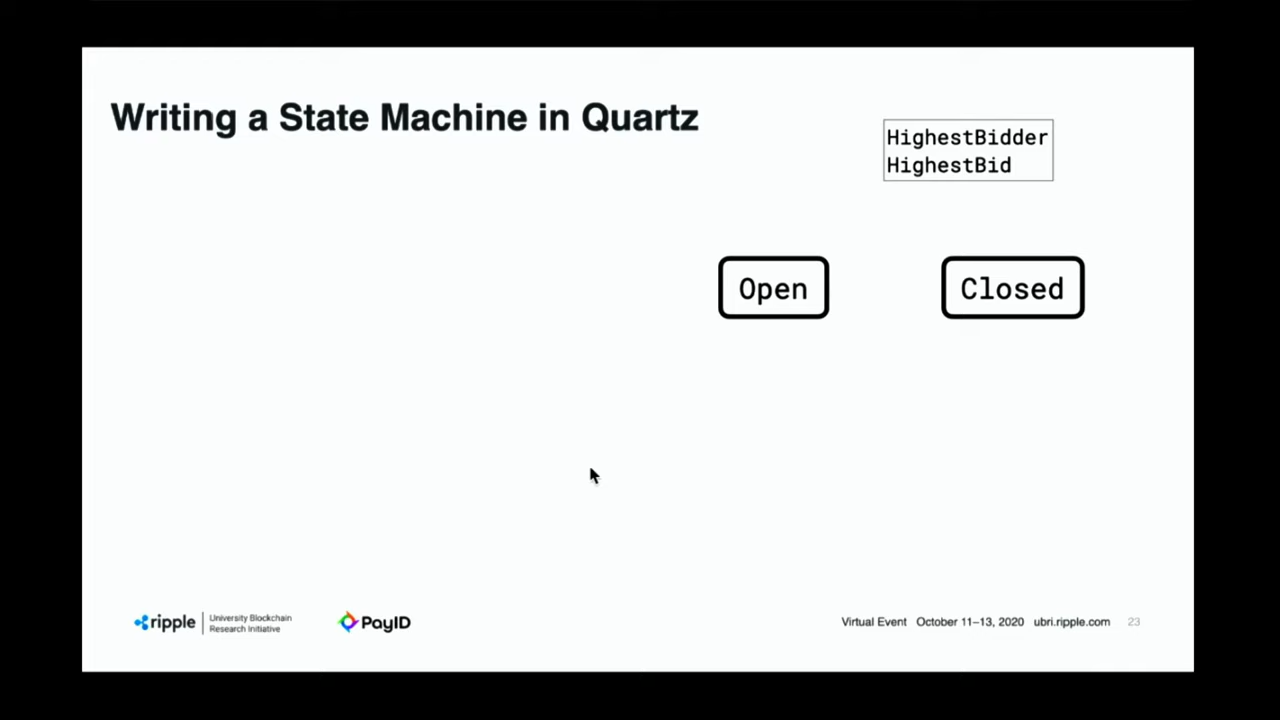 Writing a State Machine in Quartz
HighestBidder
HighestBid
Open
Closed
ripple
University Blockchain
Research Initiative
PayID
Virtual Event October 11–13, 2020 ubri.ripple.com 23